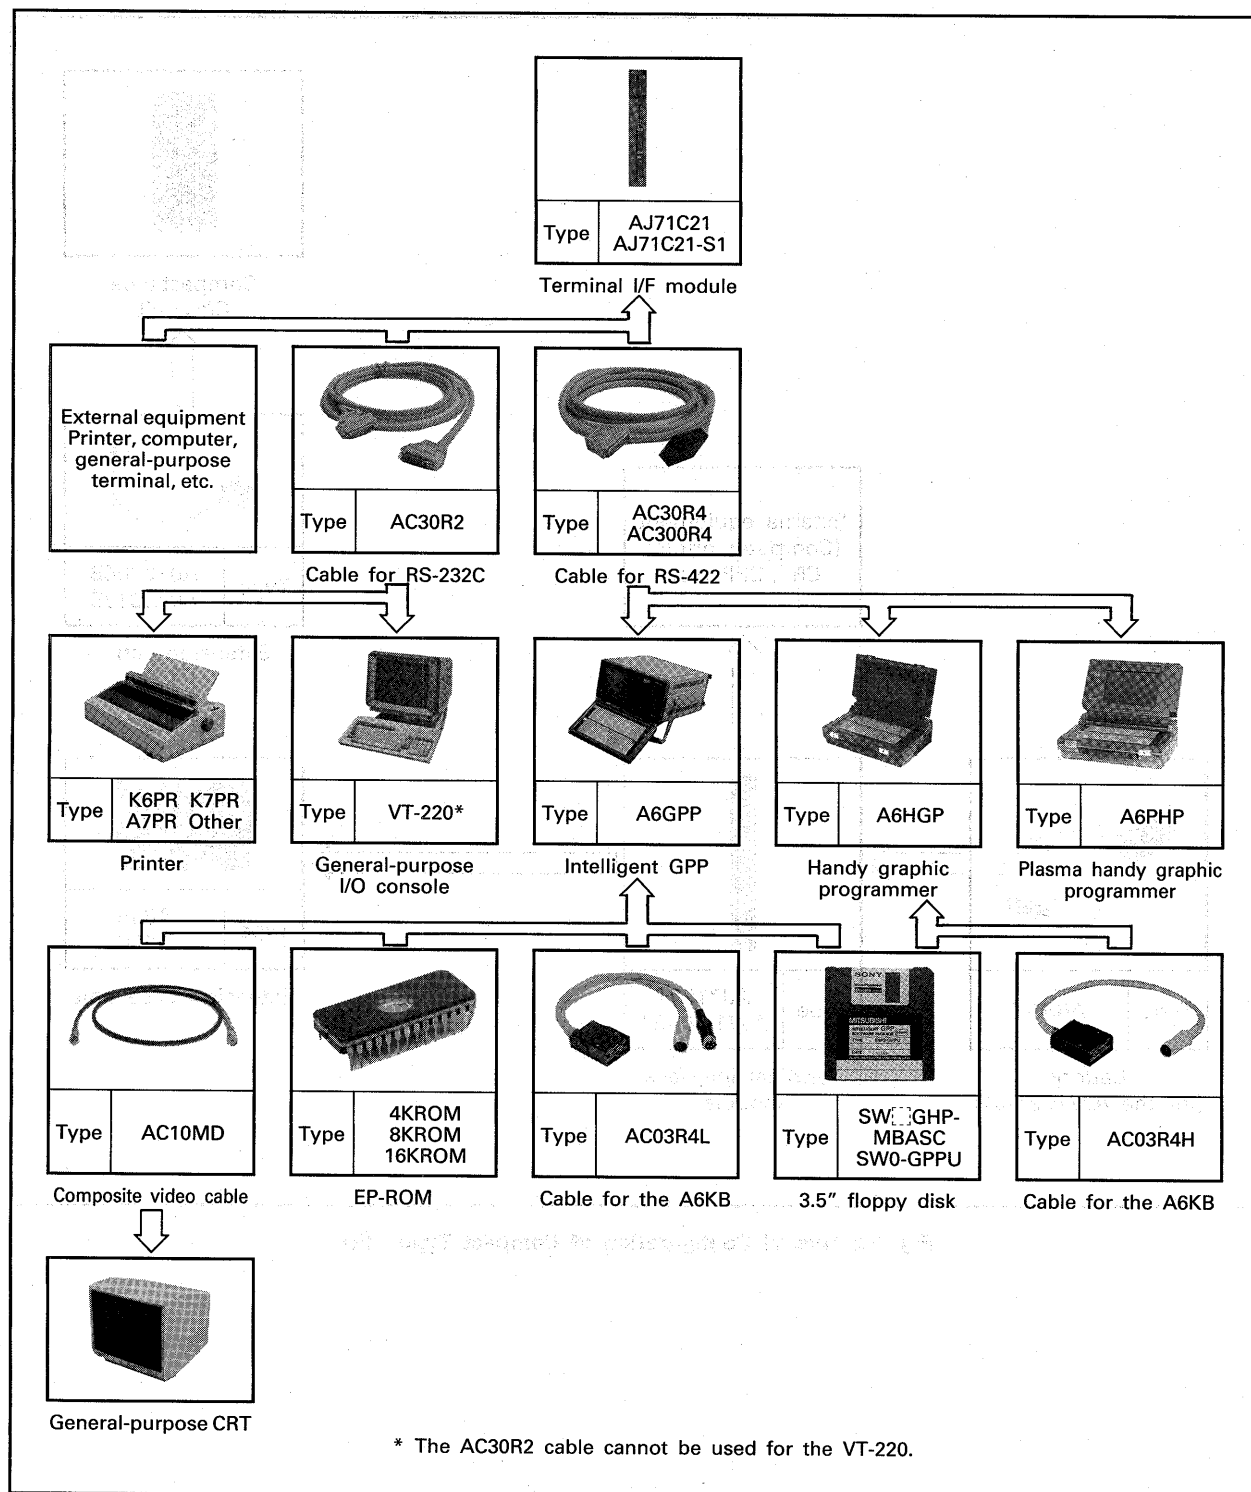 Type
AJ71C21
AJ71C21-S1
Terminal I/F module
External equipment
Printer, computer,
general-purpose
terminal, etc.
Type
AC30R2
Cable for RS-232C
Type
AC30R4
AC300R4
Cable for RS-422
Type
K6PR K7PR
A7PR Other
Printer
Type
VT-220*
General-purpose
I/O console
Type
A6GPP
Intelligent GPP
Type
A6HGP
Handy graphic
programmer
Type
A6PHP
Plasma handy graphic
programmer
Type
AC10MD
Composite video cable
Type
4KROM
8KROM
16KROM
EP-ROM
Type
AC03R4L
Cable for the A6KB
SONY
MITSUBISHI
Type
SW[ ]GHP-
MBASC
SW0-GPPU
3.5" floppy disk
Type
AC03R4H
Cable for the A6KB
General-purpose CRT
* The AC30R2 cable cannot be used for the VT-220.